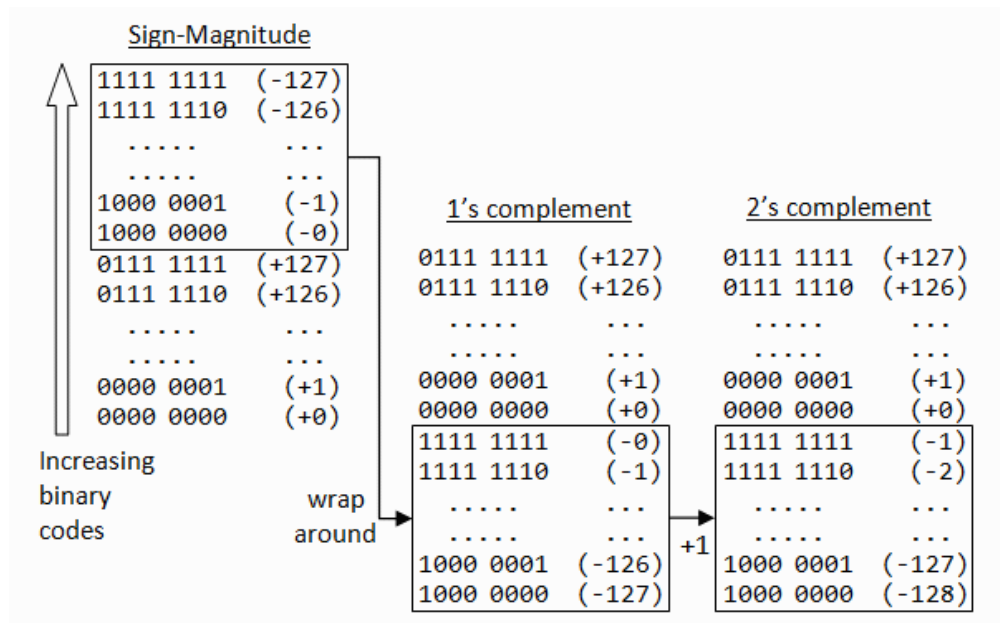 Sign-Magnitude
1111 1111 (-127)
1111 1110 (-126)
..... ...
..... ...
1000 0001 (-1)
1000 0000 (-0)
0111 1111 (+127)
0111 1110 (+126)
..... ...
..... ...
0000 0001 (+1)
0000 0000 (+0)
Increasing
binary
codes
wrap
around
1's complement
0111 1111 (+127)
0111 1110 (+126)
..... ...
..... ...
0000 0001 (+1)
0000 0000 (+0)
1111 1111 (-0)
1111 1110 (-1)
..... ...
..... ...
1000 0001 (-126)
1000 0000 (-127)
+1
2's complement
0111 1111 (+127)
0111 1110 (+126)
..... ...
..... ...
0000 0001 (+1)
0000 0000 (+0)
1111 1111 (-1)
1111 1110 (-2)
..... ...
..... ...
1000 0001 (-127)
1000 0000 (-128)